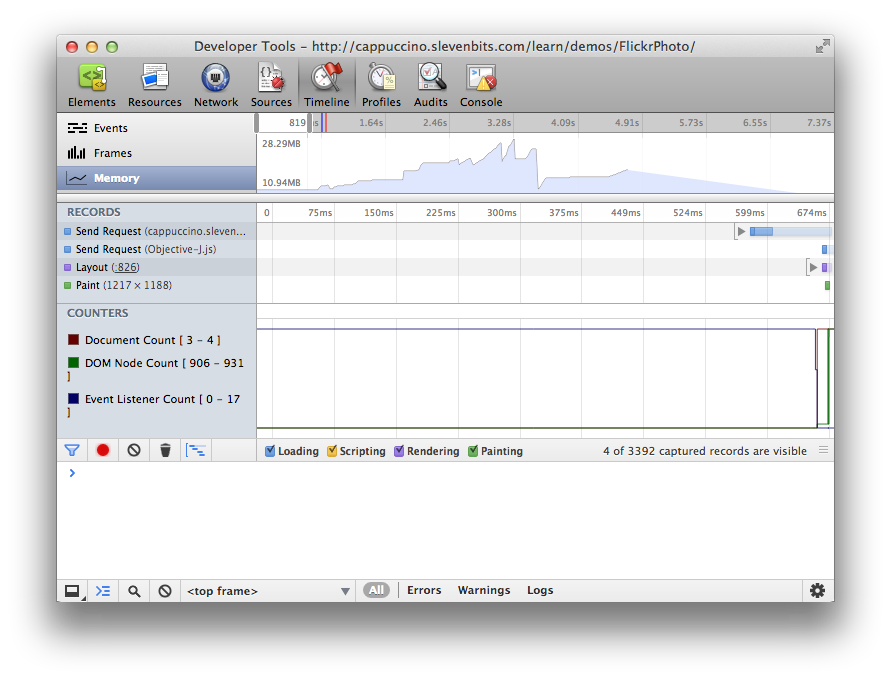 Developer Tools – http://cappuccino.slevenbits.com/learn/demos/FlickrPhoto/
Elements Resources Network Sources Timeline Profiles Audits Console
Events
Frames
Memory
819 1.64s 2.46s 3.28s 4.09s 4.91s 5.73s 6.55s 7.37s
28.29MB
10.94MB
RECORDS
0 75ms 150ms 225ms 300ms 375ms 449ms 524ms 599ms 674ms
Send Request (cappuccino.sleven...
Send Request (Objective-J.js)
Layout (:826)
Paint (1217 × 1188)
COUNTERS
Document Count [ 3 – 4 ]
DOM Node Count [ 906 – 931
]
Event Listener Count [ 0 – 17
]
Loading Scripting Rendering Painting 4 of 3392 captured records are visible
<top frame> All Errors Warnings Logs